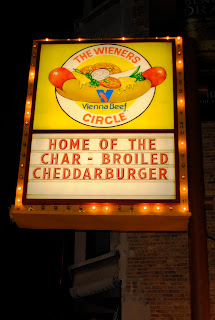 THE WIENERS
Vienna Beef
CIRCLE
HOME OF THE
CHAR - BROILED
CHEDDARBURGER